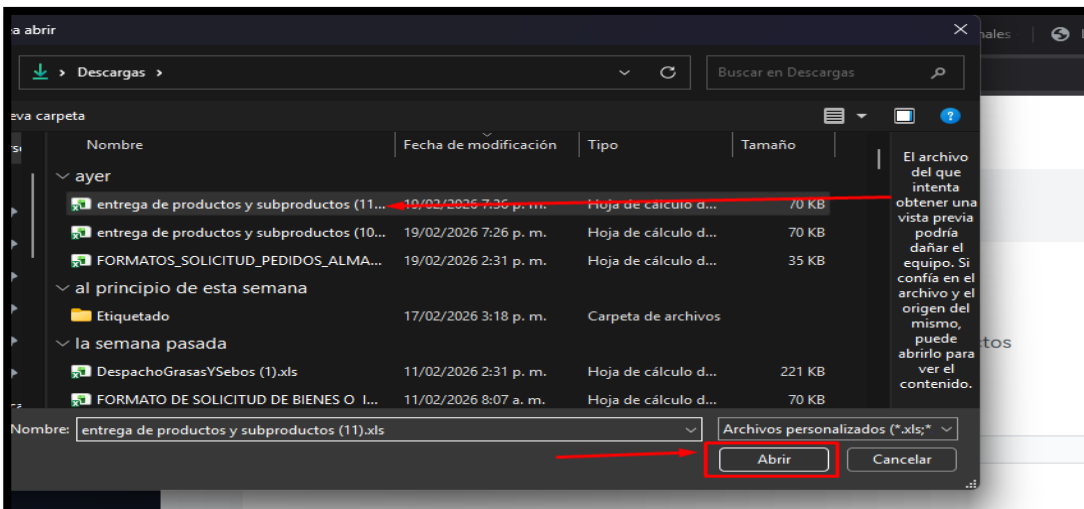 a abrir
nales
Descargas
Buscar en Descargas
eva carpeta
Nombre Fecha de modificación Tipo Tamaño
ayer
entrega de productos y subproductos (11... 19/02/2026 7:36 p. m. Hoja de cálculo d... 70 KB
entrega de productos y subproductos (10... 19/02/2026 7:26 p. m. Hoja de cálculo d... 70 KB
FORMATOS_SOLICITUD_PEDIDOS_ALMA... 19/02/2026 2:31 p. m. Hoja de cálculo d... 35 KB
al principio de esta semana
Etiquetado 17/02/2026 3:18 p. m. Carpeta de archivos
la semana pasada
DespachoGrasasYSebos (1).xls 11/02/2026 2:31 p. m. Hoja de cálculo d... 221 KB
FORMATO DE SOLICITUD DE BIENES O I... 11/02/2026 8:07 a. m. Hoja de cálculo d... 70 KB
El archivo
del que
intenta
obtener una
vista previa
podría
dañar el
equipo. Si
confía en el
archivo y el
origen del
mismo,
puede
abrirlo para
ver el
contenido.
ctos
Nombre: entrega de productos y subproductos (11).xls Archivos personalizados (*.xls;*
Abrir Cancelar